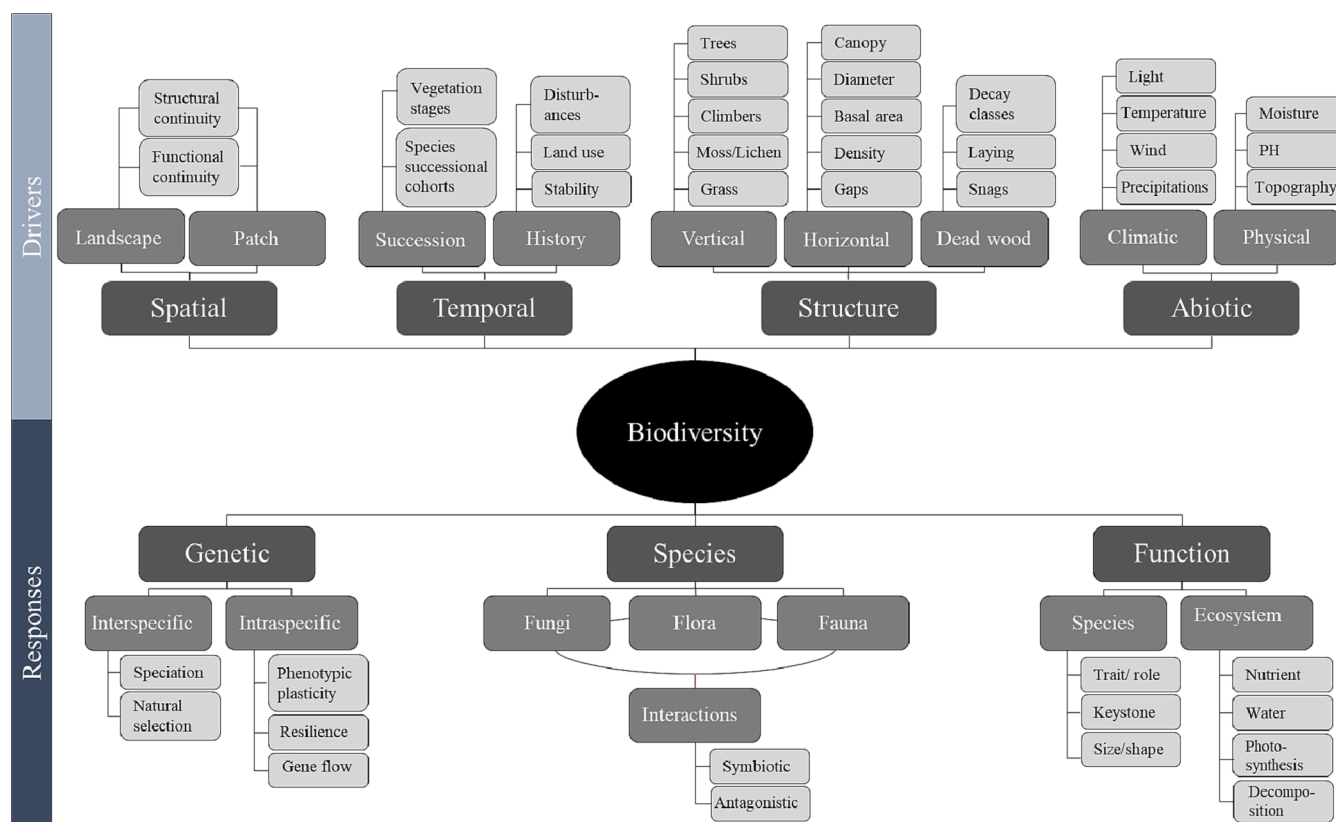 Drivers
Structural
continuity
Functional
continuity
Landscape
Patch
Spatial
Vegetation
stages
Species
successional
cohorts
Succession
Disturb-
ances
Land use
Stability
History
Temporal
Trees
Shrubs
Climbers
Moss/Lichen
Grass
Vertical
Canopy
Diameter
Basal area
Density
Gaps
Horizontal
Decay
classes
Laying
Snags
Dead wood
Structure
Light
Temperature
Wind
Precipitations
Climatic
Moisture
PH
Topography
Physical
Abiotic
Biodiversity
Responses
Genetic
Interspecific
Speciation
Natural
selection
Intraspecific
Phenotypic
plasticity
Resilience
Gene flow
Species
Fungi
Flora
Fauna
Interactions
Symbiotic
Antagonistic
Function
Species
Trait/ role
Keystone
Size/shape
Ecosystem
Nutrient
Water
Photo-
synthesis
Decompo-
sition